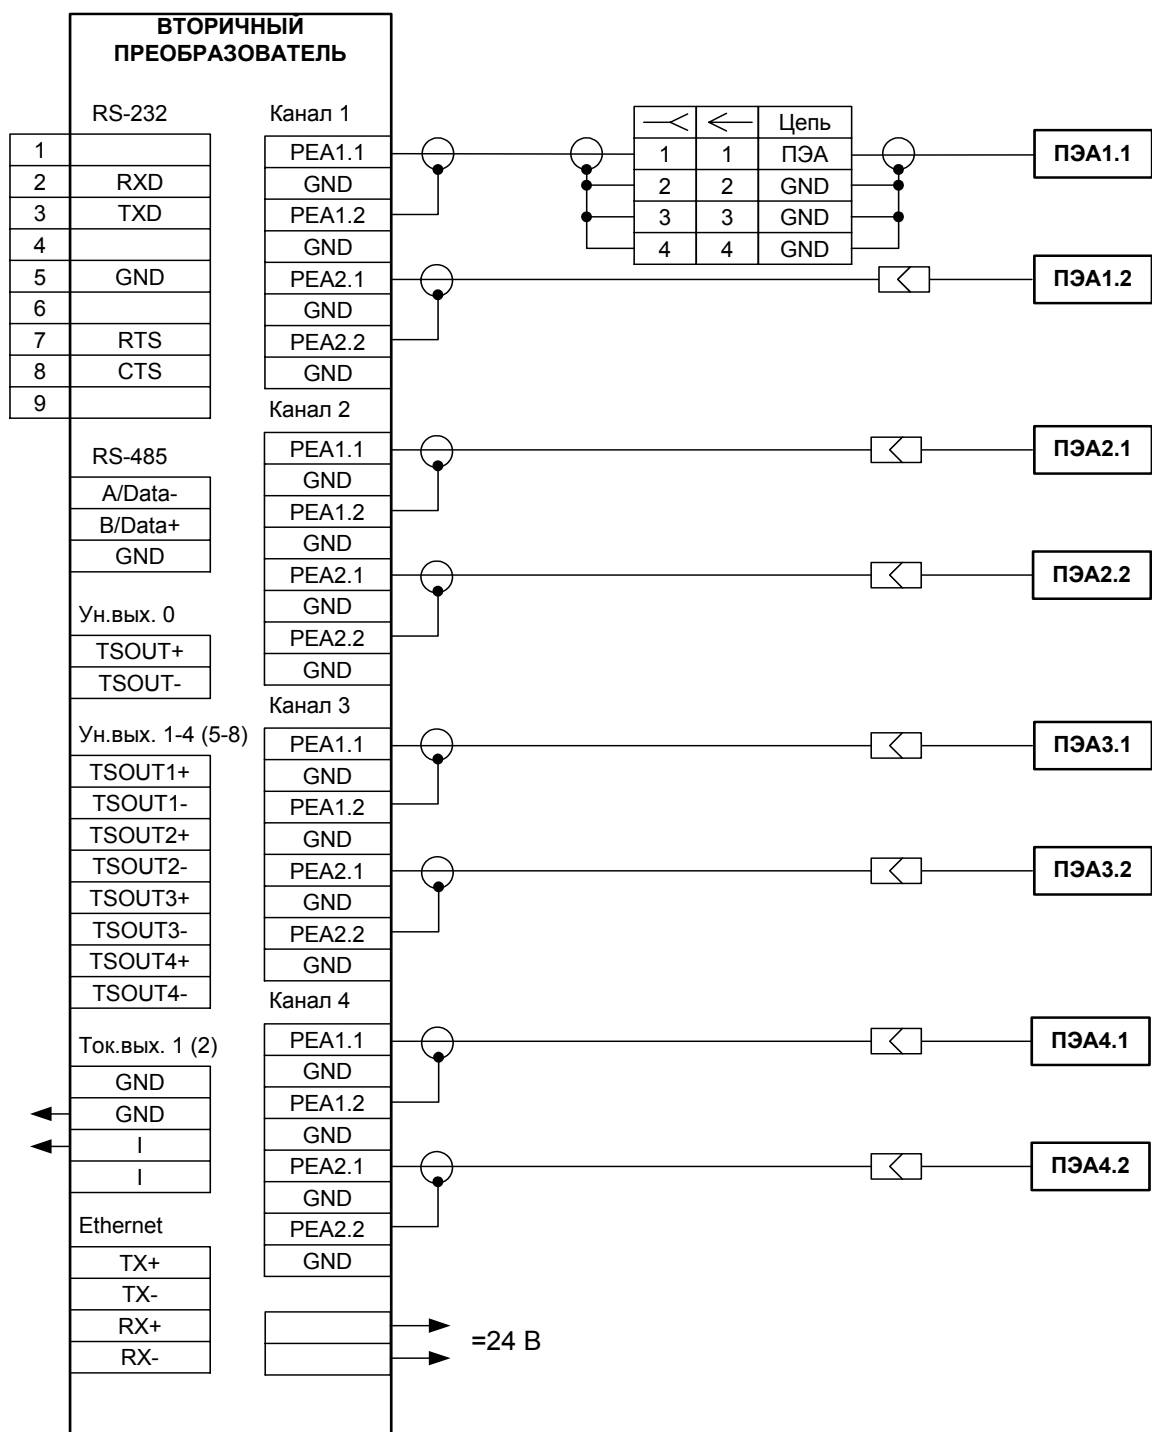 ВТОРИЧНЫЙ
ПРЕОБРАЗОВАТЕЛЬ
RS-232
1
2 RXD
3 TXD
4
5 GND
6
7 RTS
8 CTS
9
RS-485
A/Data-
B/Data+
GND
Ун.вых. 0
TSOUT+
TSOUT-
Ун.вых. 1-4 (5-8)
TSOUT1+
TSOUT1-
TSOUT2+
TSOUT2-
TSOUT3+
TSOUT3-
TSOUT4+
TSOUT4-
Ток.вых. 1 (2)
GND
GND
I
I
Ethernet
TX+
TX-
RX+
RX-
Канал 1
PEA1.1
GND
PEA1.2
GND
PEA2.1
GND
PEA2.2
GND
Канал 2
PEA1.1
GND
PEA1.2
GND
PEA2.1
GND
PEA2.2
GND
Канал 3
PEA1.1
GND
PEA1.2
GND
PEA2.1
GND
PEA2.2
GND
Канал 4
PEA1.1
GND
PEA1.2
GND
PEA2.1
GND
PEA2.2
GND
=24 В
Цепь
1 1 ПЭА
2 2 GND
3 3 GND
4 4 GND
ПЭА1.1
ПЭА1.2
ПЭА2.1
ПЭА2.2
ПЭА3.1
ПЭА3.2
ПЭА4.1
ПЭА4.2